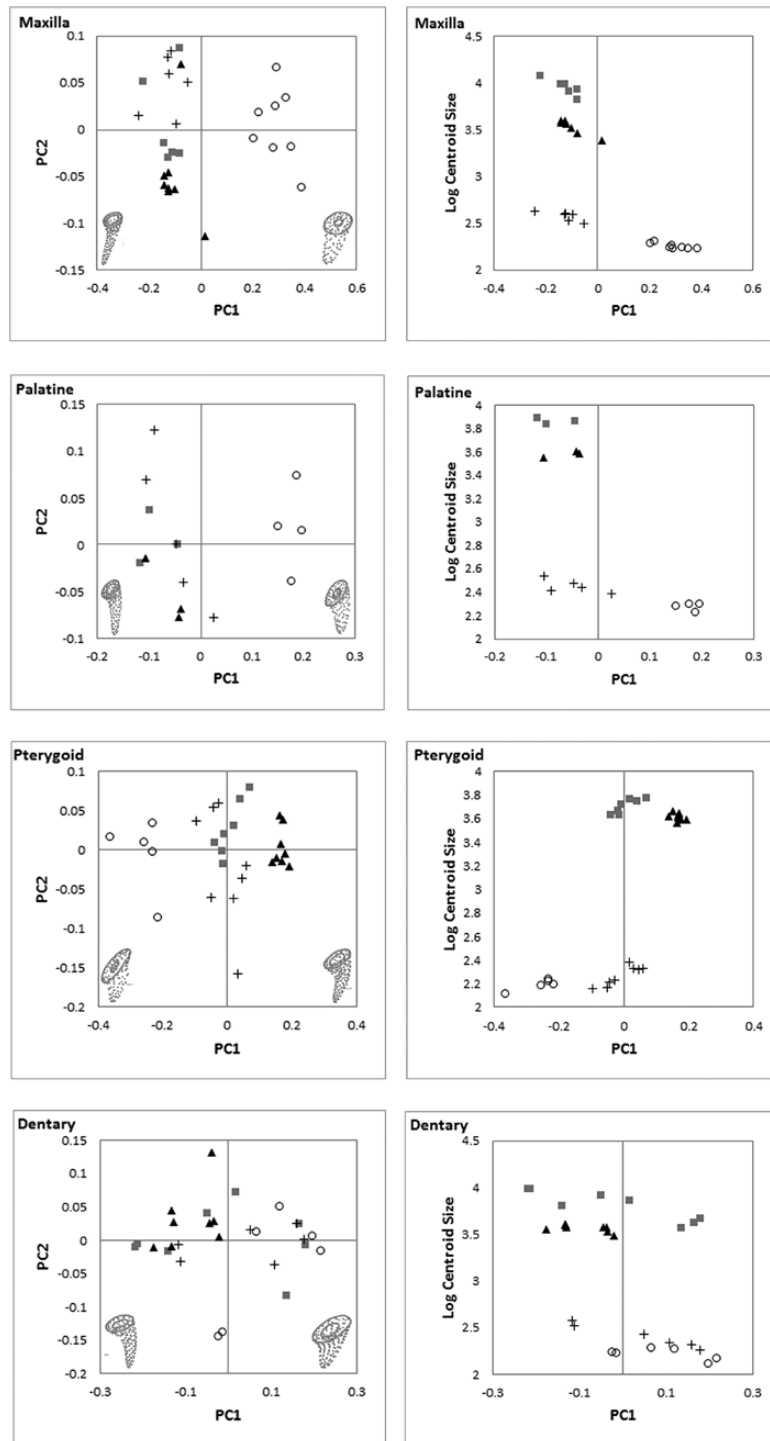 Maxilla
0.1
0.05
0
-0.05
-0.1
-0.15
PC2
-0.4 -0.2 0 0.2 0.4 0.6
PC1
Maxilla
4.5
4
3.5
3
2.5
2
Log Centroid Size
-0.4 -0.2 0 0.2 0.4 0.6
PC1
Palatine
0.15
0.1
0.05
0
-0.05
-0.1
PC2
-0.2 -0.1 0 0.1 0.2 0.3
PC1
Palatine
4
3.8
3.6
3.4
3.2
3
2.8
2.6
2.4
2.2
2
Log Centroid Size
-0.2 -0.1 0 0.1 0.2 0.3
PC1
Pterygoid
0.1
0.05
0
-0.05
-0.1
-0.15
-0.2
PC2
-0.4 -0.2 0 0.2 0.4
PC1
Pterygoid
4
3.8
3.6
3.4
3.2
3
2.8
2.6
2.4
2.2
2
Log Centroid Size
-0.4 -0.2 0 0.2 0.4
PC1
Dentary
0.15
0.1
0.05
0
-0.05
-0.1
-0.15
-0.2
PC2
-0.3 -0.2 -0.1 0 0.1 0.2 0.3
PC1
Dentary
4.5
4
3.5
3
2.5
2
Log Centroid Size
-0.3 -0.1 0.1 0.3
PC1